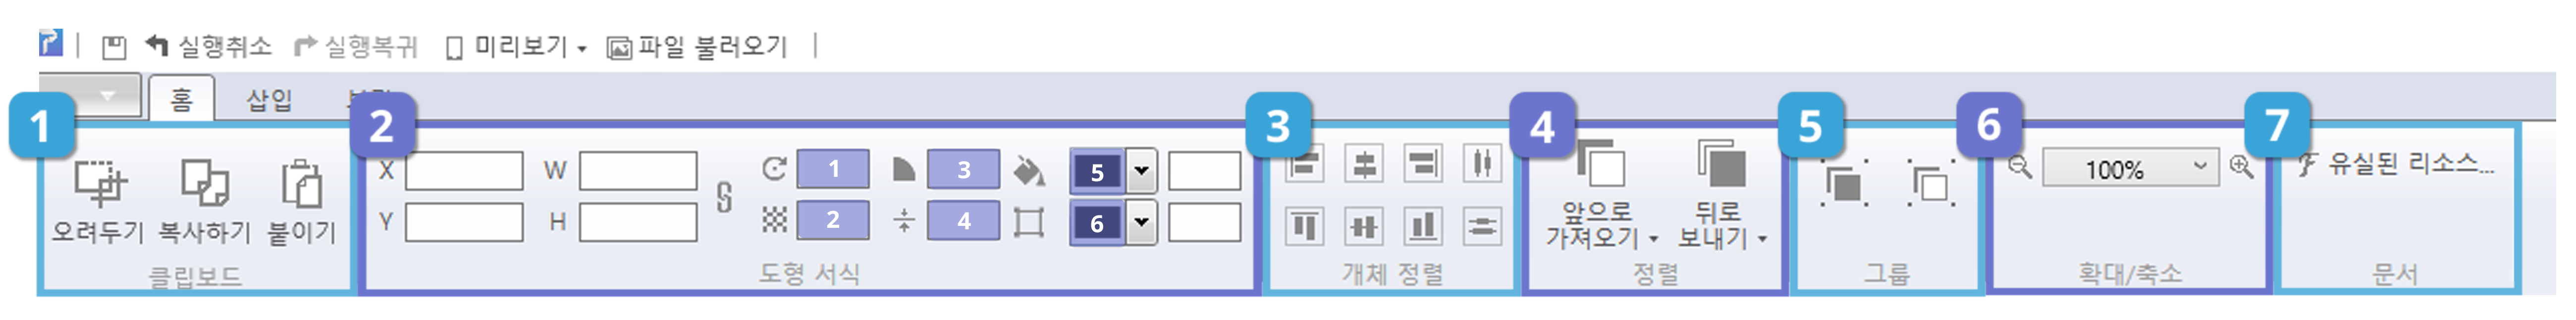 실행취소 실행복귀 미리보기 파일 불러오기
홈 삽입
1 2 3 4 5 6 7
X W 1 3 5 100% 유실된 리소스...
Y H 2 4 6
오려두기 복사하기 붙이기 앞으로 가져오기 뒤로 보내기
클립보드 도형 서식 개체 정렬 정렬 그룹 확대/축소 문서